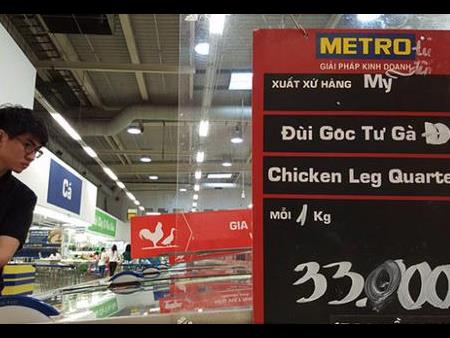 METRO
GIẢI PHÁP KINH DOANH
XUẤT XỨ HÀNG Mỹ
Đùi Góc Tư Gà
Chicken Leg Quarte
MỖI 1 Kg
33.000
Cá
GIA